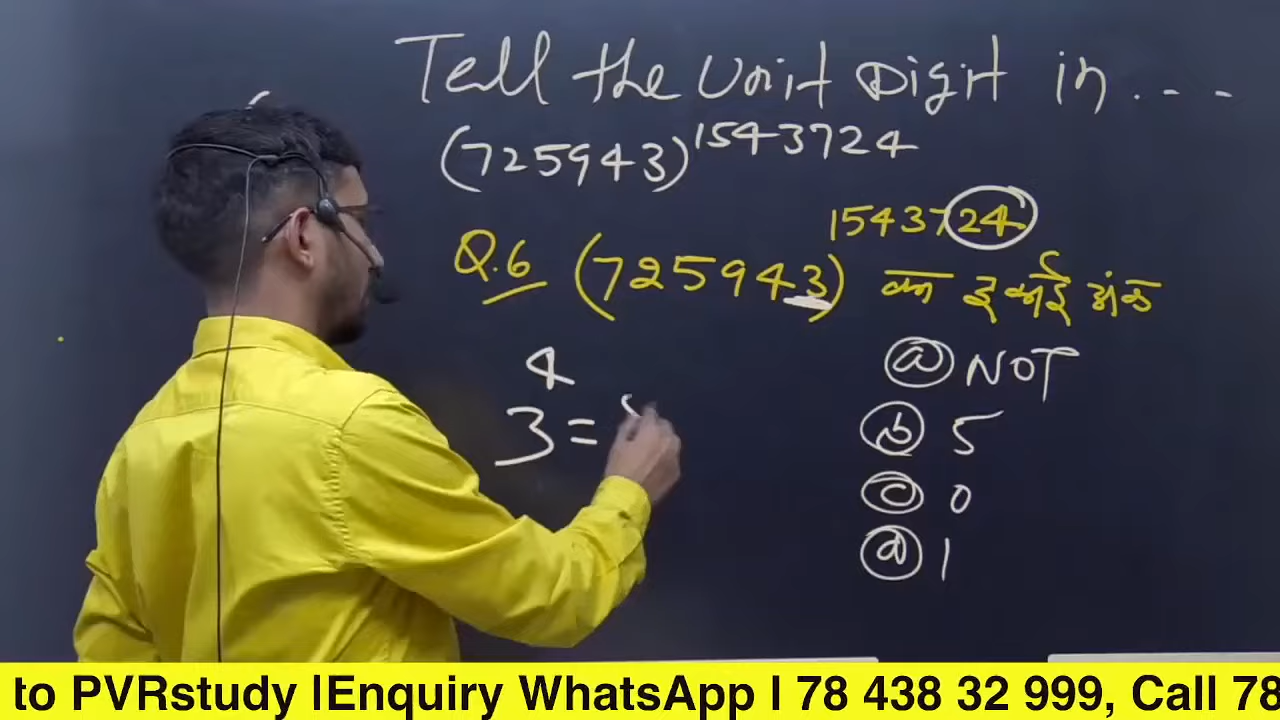 Tell the Unit Digit in...
(725943)^1543724
Q.6 (725943)^1543724 का इकाई अंक
3^4 =
(a) NOT
(b) 5
(c) 0
(d) 1
to PVRstudy |Enquiry WhatsApp | 78 438 32 999, Call 78